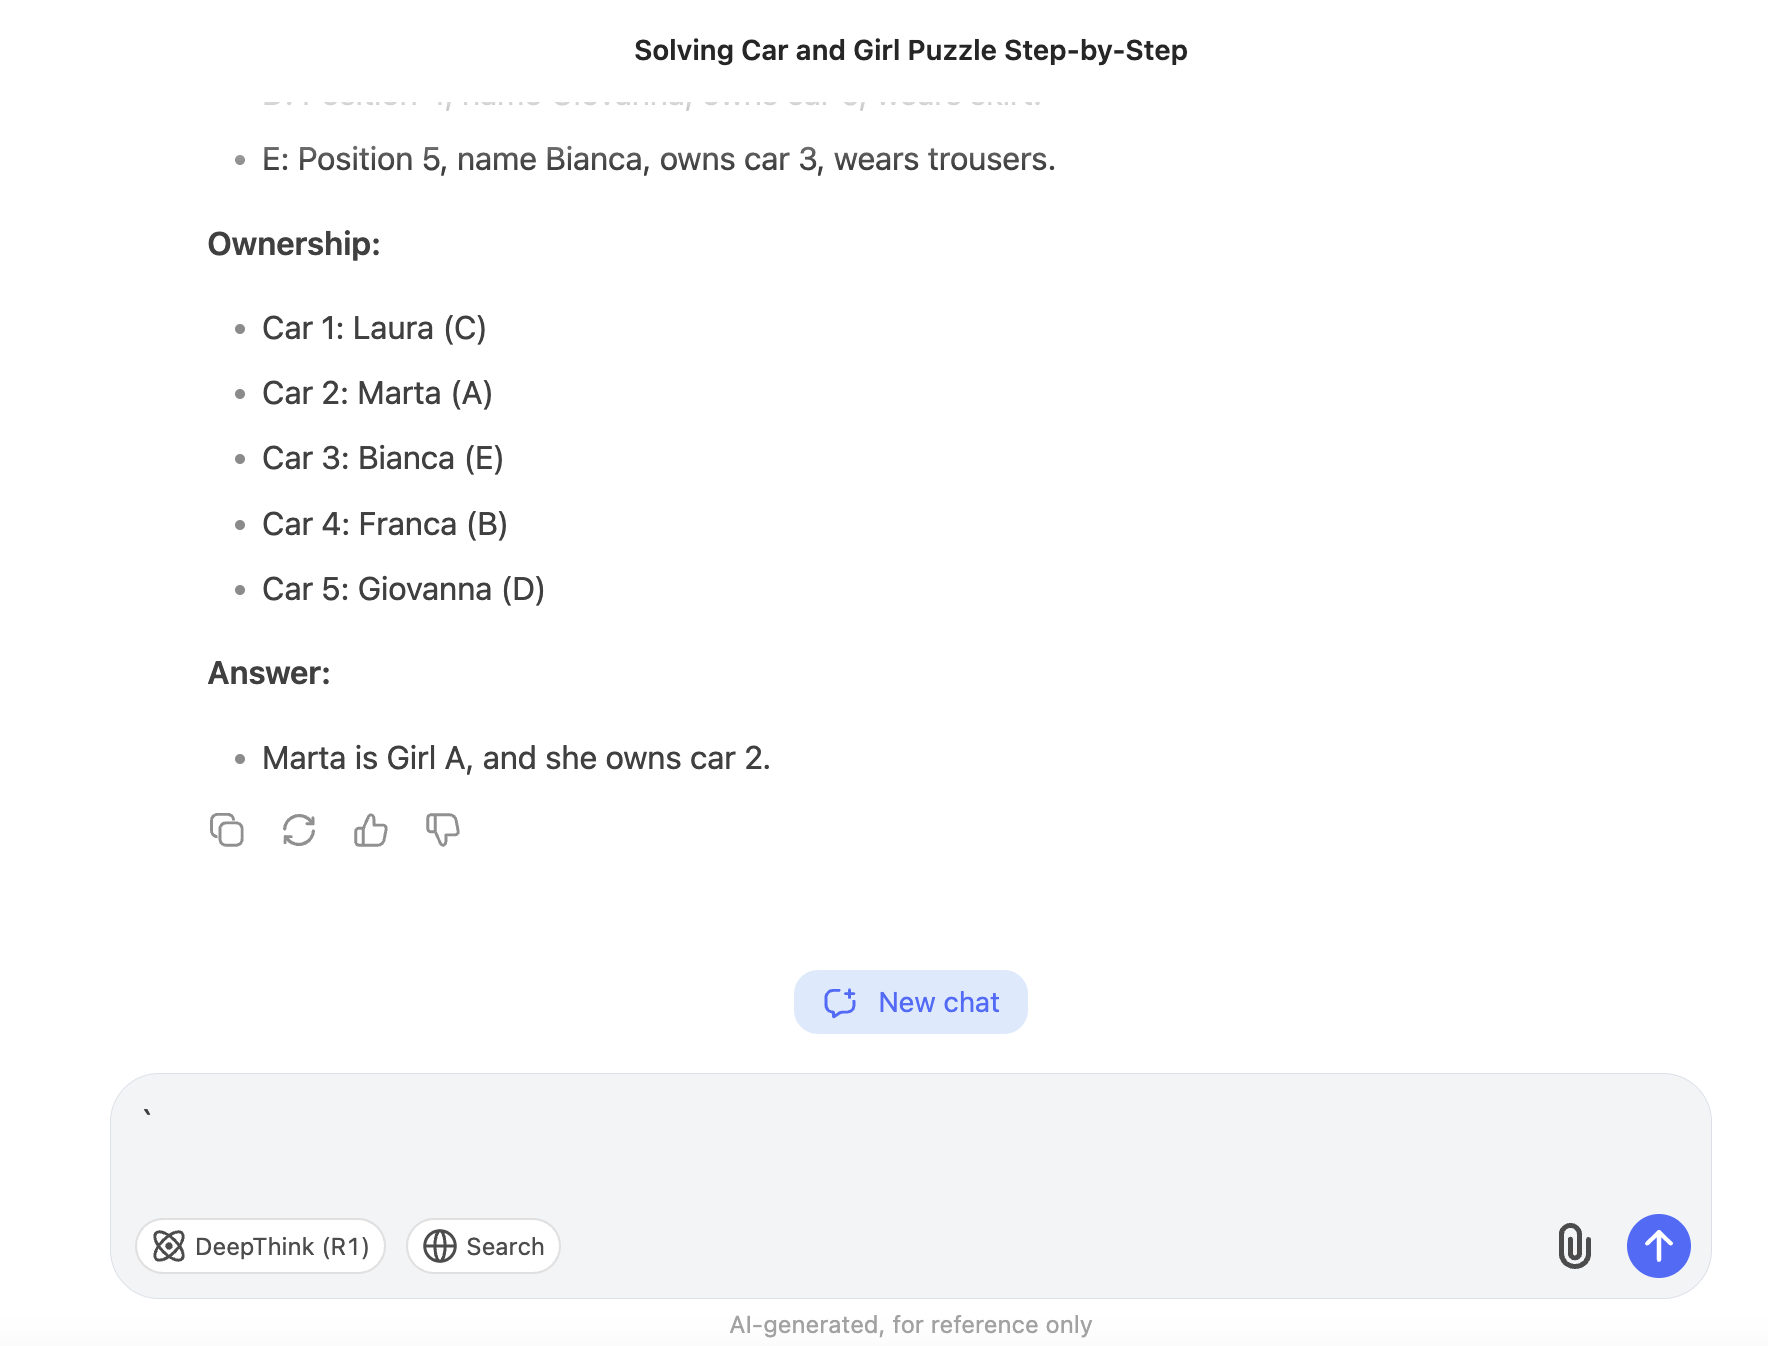 Solving Car and Girl Puzzle Step-by-Step
E: Position 5, name Bianca, owns car 3, wears trousers.
Ownership:
Car 1: Laura (C)
Car 2: Marta (A)
Car 3: Bianca (E)
Car 4: Franca (B)
Car 5: Giovanna (D)
Answer:
Marta is Girl A, and she owns car 2.
New chat
`
DeepThink (R1)
Search
AI-generated, for reference only